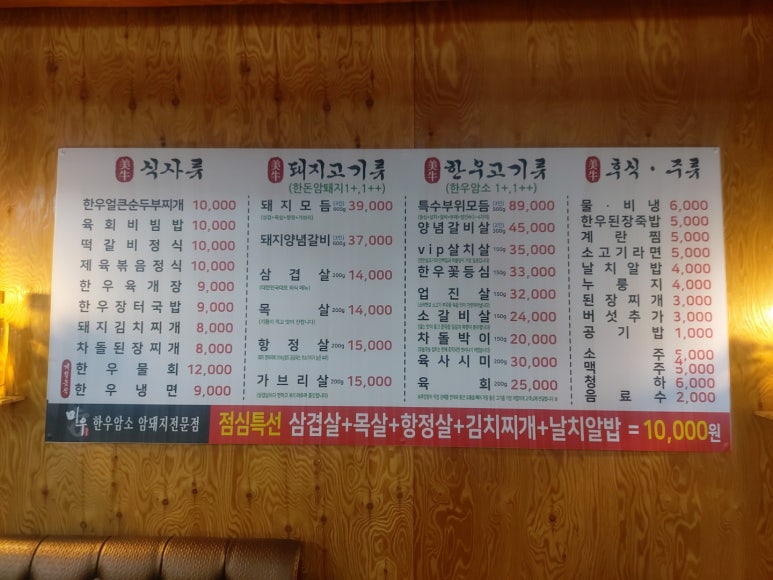 美牛 식사류
한우얼큰순두부찌개 10,000
육회비빔밥 10,000
떡갈비정식 10,000
제육볶음정식 10,000
한우육개장 9,000
한우장터국밥 9,000
돼지김치찌개 8,000
차돌된장찌개 8,000
한우물회 12,000
한우냉면 9,000
美牛 돼지고기류
(한돈암돼지1+,1++)
돼지모듬 600g 39,000
돼지양념갈비 600g 37,000
삼겹살 200g 14,000
목살 200g 14,000
항정살 200g 15,000
가브리살 200g 15,000
美牛 한우고기류
(한우암소 1+,1++)
특수부위모듬 600g 89,000
양념갈비살 45,000
vip살치살 150g 35,000
한우꽃등심 150g 33,000
업진살 150g 32,000
소갈비살 150g 24,000
차돌박이 150g 20,000
육사시미 200g 30,000
육회 200g 25,000
美牛 후식·주류
물·비냉 6,000
한우된장죽밥 5,000
계란찜 5,000
소고기라면 5,000
날치알밥 4,000
누룽지 4,000
된장찌개 3,000
버섯추가 3,000
공기밥 1,000
소주
맥주
청하 6,000
음료수 2,000
미우 한우암소 암돼지전문점
점심특선 삼겹살+목살+항정살+김치찌개+날치알밥 = 10,000원